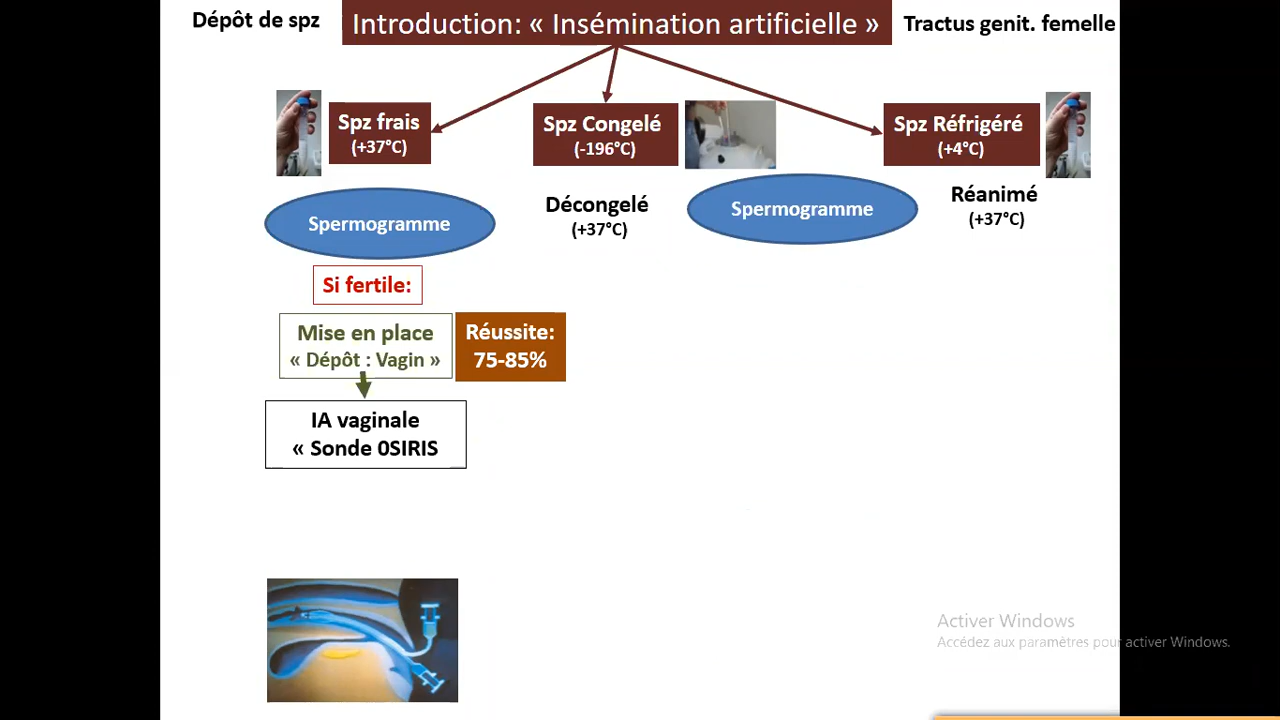 Dépôt de spz
Introduction: « Insémination artificielle »
Tractus genit. femelle
Spz frais
(+37°C)
Spz Congelé
(-196°C)
Spz Réfrigéré
(+4°C)
Spermogramme
Décongelé
(+37°C)
Spermogramme
Réanimé
(+37°C)
Si fertile:
Mise en place
« Dépôt : Vagin »
Réussite:
75-85%
IA vaginale
« Sonde 0SIRIS
Activer Windows
Accédez aux paramètres pour activer Windows.